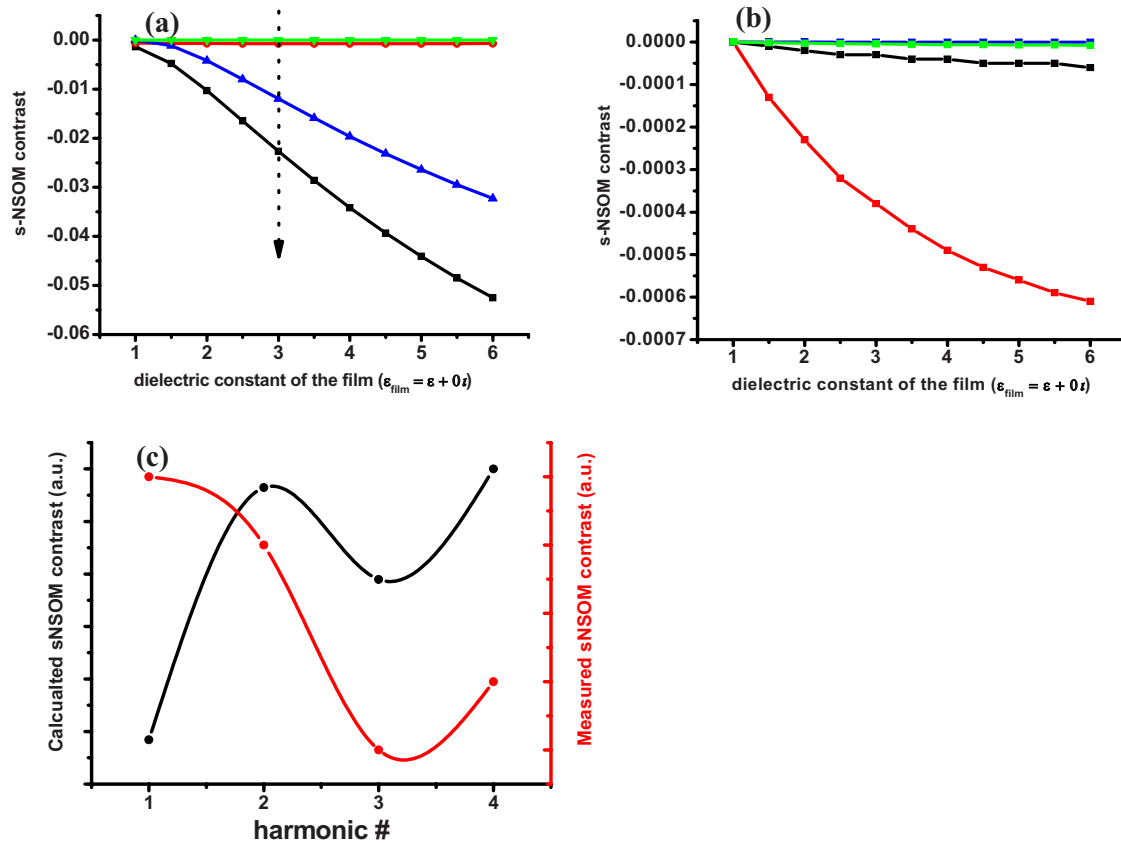 (a)
0.00
-0.01
-0.02
-0.03
-0.04
-0.05
-0.06
s-NSOM contrast
1 2 3 4 5 6
dielectric constant of the film (ε_film = ε + 0ι)
(b)
0.0000
-0.0001
-0.0002
-0.0003
-0.0004
-0.0005
-0.0006
-0.0007
s-NSOM contrast
1 2 3 4 5 6
dielectric constant of the film (ε_film = ε + 0ι)
(c)
Calcualted sNSOM contrast (a.u.)
Measured sNSOM contrast (a.u.)
1 2 3 4
harmonic #